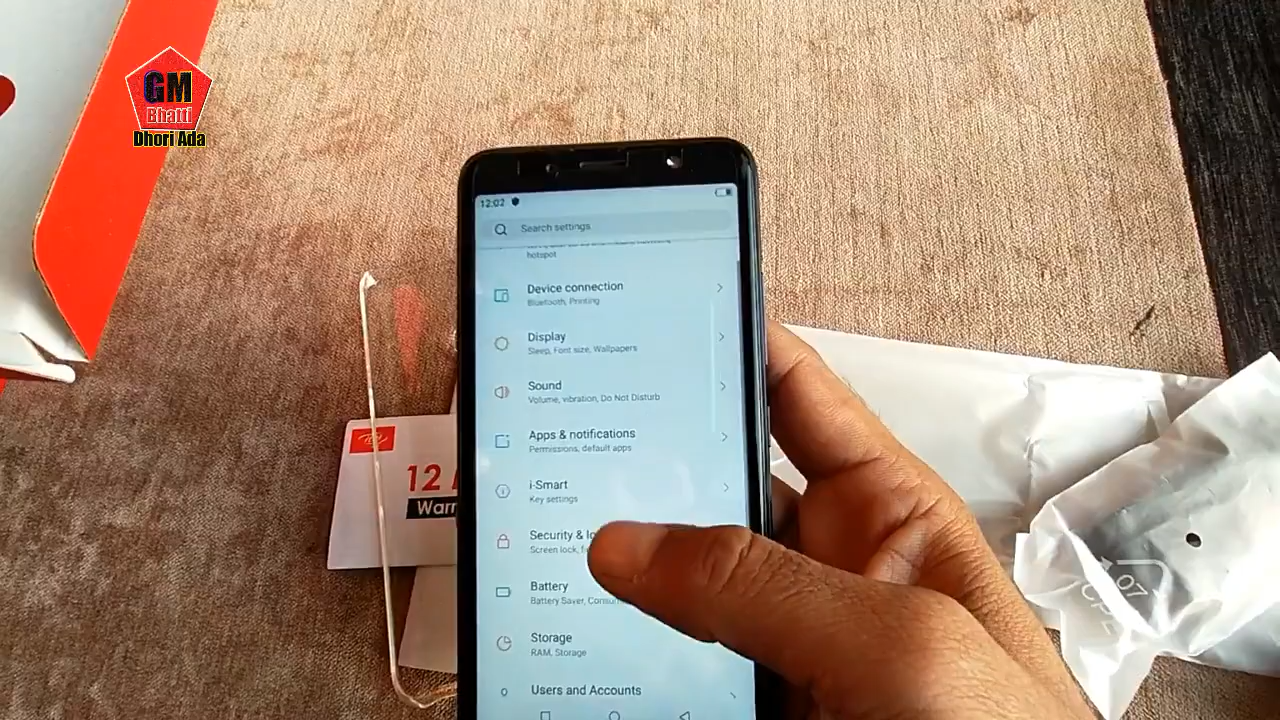 GM
Bhatti
Dhori Ada
12:02
Search settings
hotspot
Device connection
Bluetooth, Printing
Display
Sleep, Font size, Wallpapers
Sound
Volume, vibration, Do Not Disturb
Apps & notifications
Permissions, default apps
i-Smart
Key settings
Security &
Screen lock,
Battery
Battery Saver,
Storage
RAM, Storage
Users and Accounts
itel
12
Warr
07